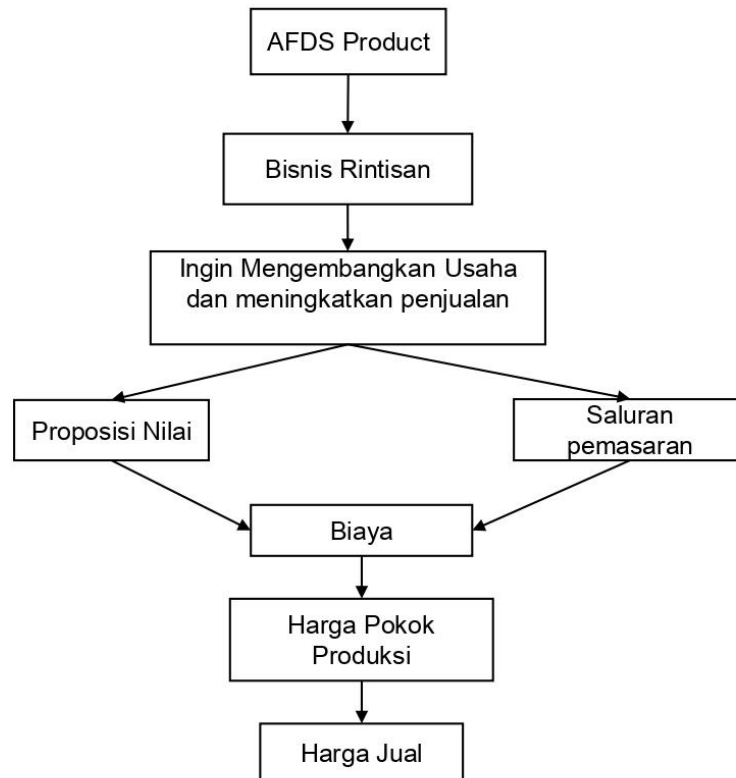 AFDS Product
Bisnis Rintisan
Ingin Mengembangkan Usaha
dan meningkatkan penjualan
Proposisi Nilai
Saluran
pemasaran
Biaya
Harga Pokok
Produksi
Harga Jual